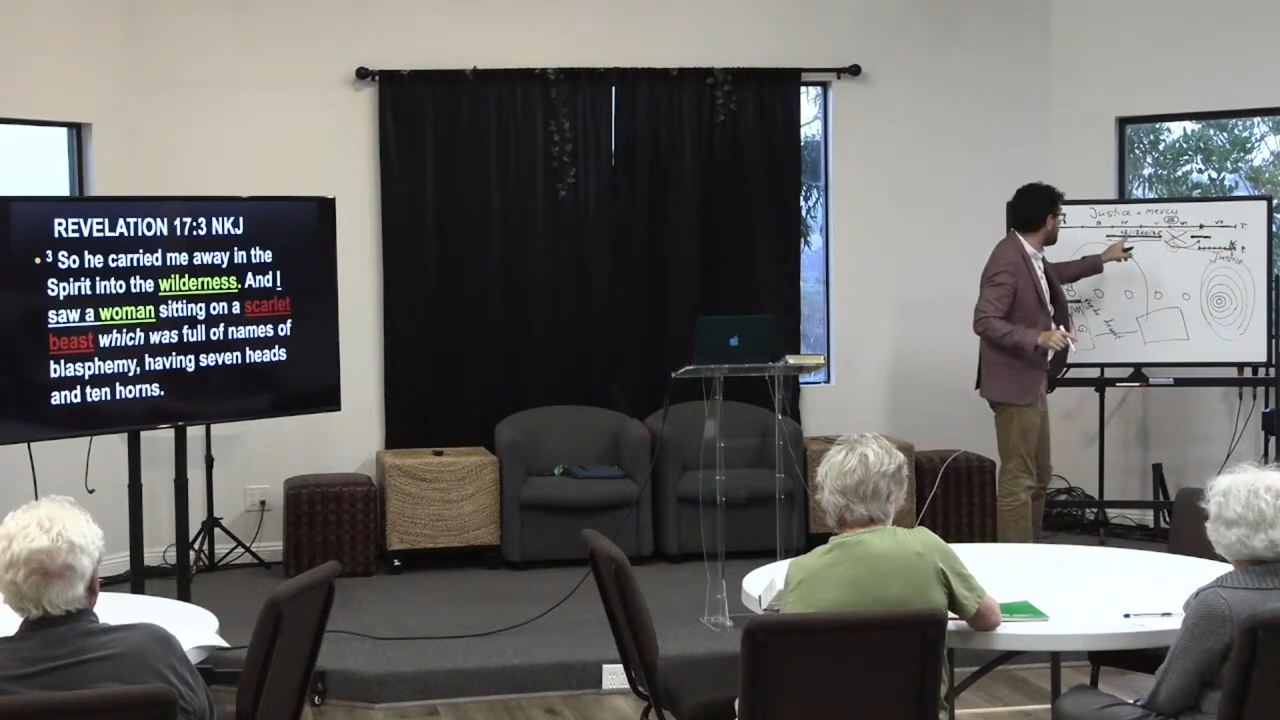 REVELATION 17:3 NKJ
• 3 So he carried me away in the
Spirit into the wilderness. And I
saw a woman sitting on a scarlet
beast which was full of names of
blasphemy, having seven heads
and ten horns.
Justice + mercy
Justice